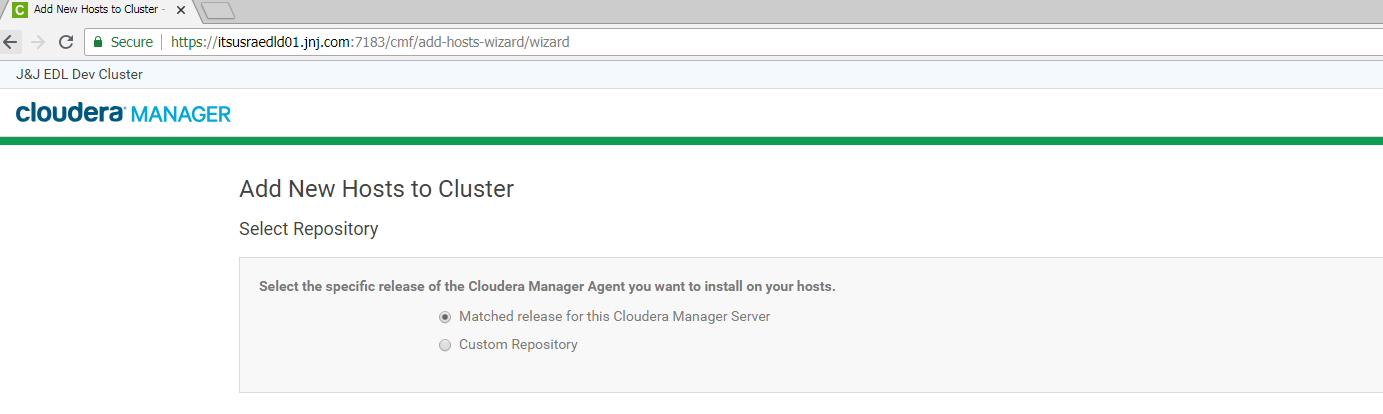 C Add New Hosts to Cluster -
Secure https://itsusraedld01.jnj.com:7183/cmf/add-hosts-wizard/wizard
J&J EDL Dev Cluster
cloudera MANAGER
Add New Hosts to Cluster
Select Repository
Select the specific release of the Cloudera Manager Agent you want to install on your hosts.
Matched release for this Cloudera Manager Server
Custom Repository